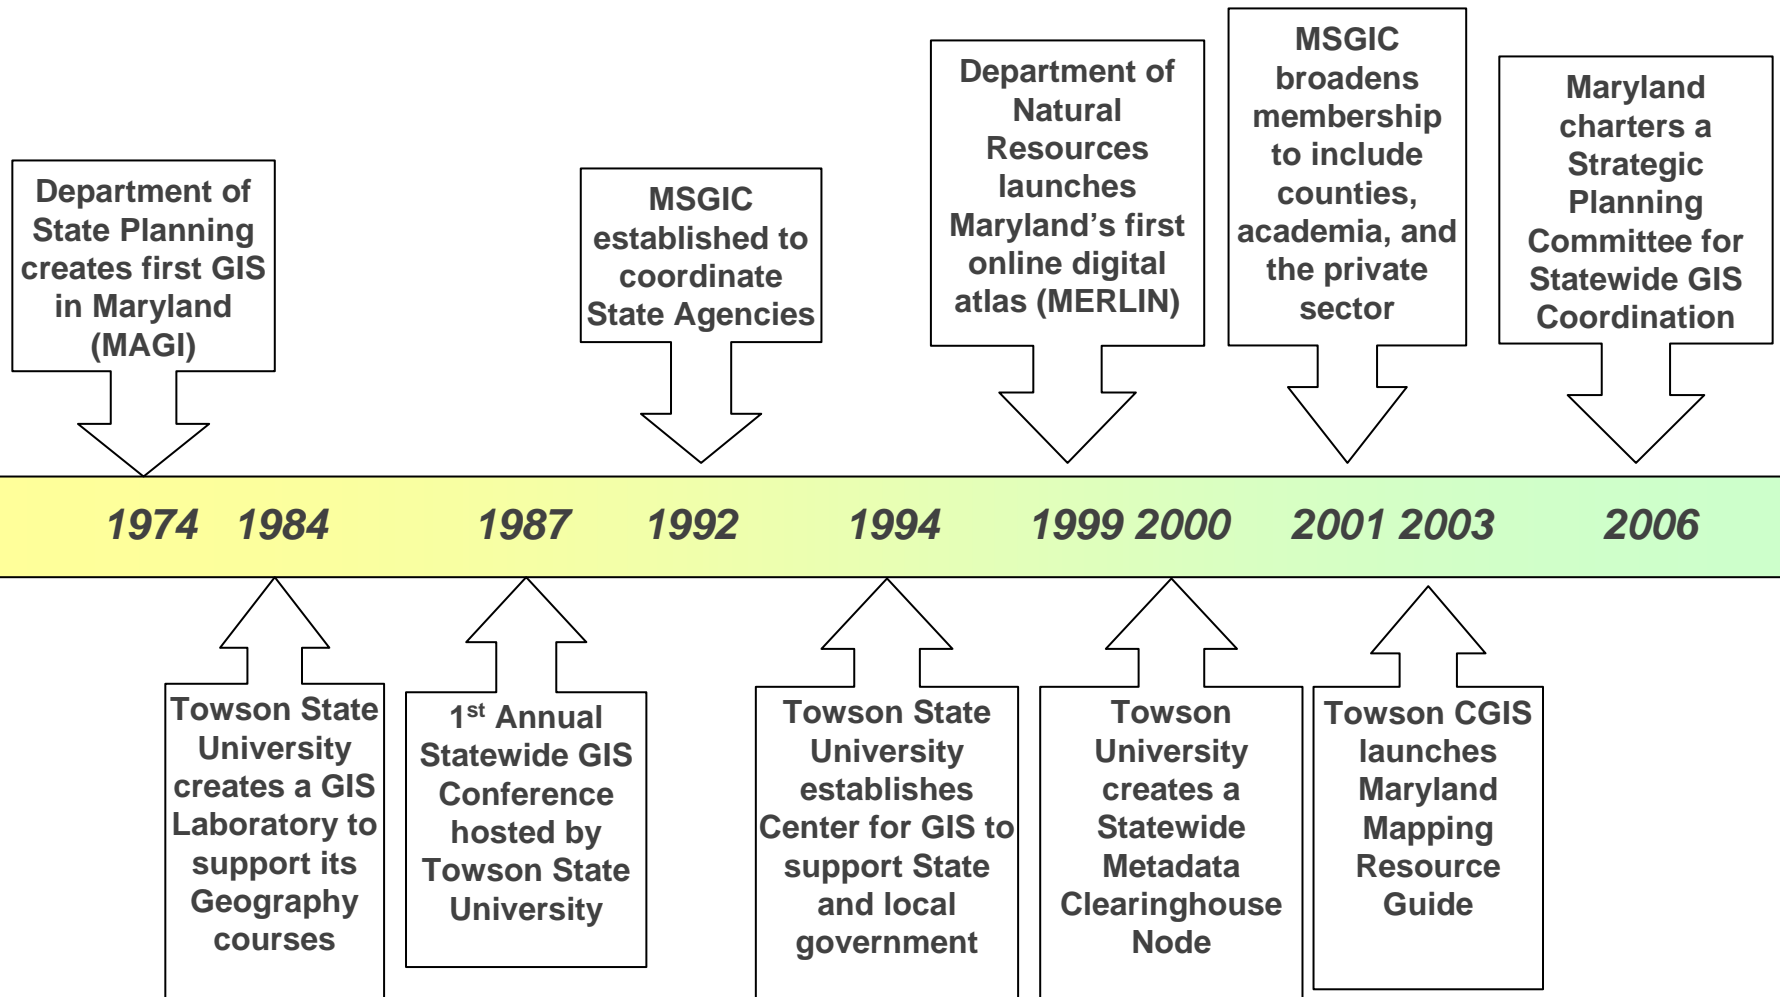 Department of
State Planning
creates first GIS
in Maryland
(MAGI)
MSGIC
established to
coordinate
State Agencies
Department of
Natural
Resources
launches
Maryland’s first
online digital
atlas (MERLIN)
MSGIC
broadens
membership
to include
counties,
academia, and
the private
sector
Maryland
charters a
Strategic
Planning
Committee for
Statewide GIS
Coordination
1974 1984 1987 1992 1994 1999 2000 2001 2003 2006
Towson State
University
creates a GIS
Laboratory to
support its
Geography
courses
1st Annual
Statewide GIS
Conference
hosted by
Towson State
University
Towson State
University
establishes
Center for GIS to
support State
and local
government
Towson
University
creates a
Statewide
Metadata
Clearinghouse
Node
Towson CGIS
launches
Maryland
Mapping
Resource
Guide